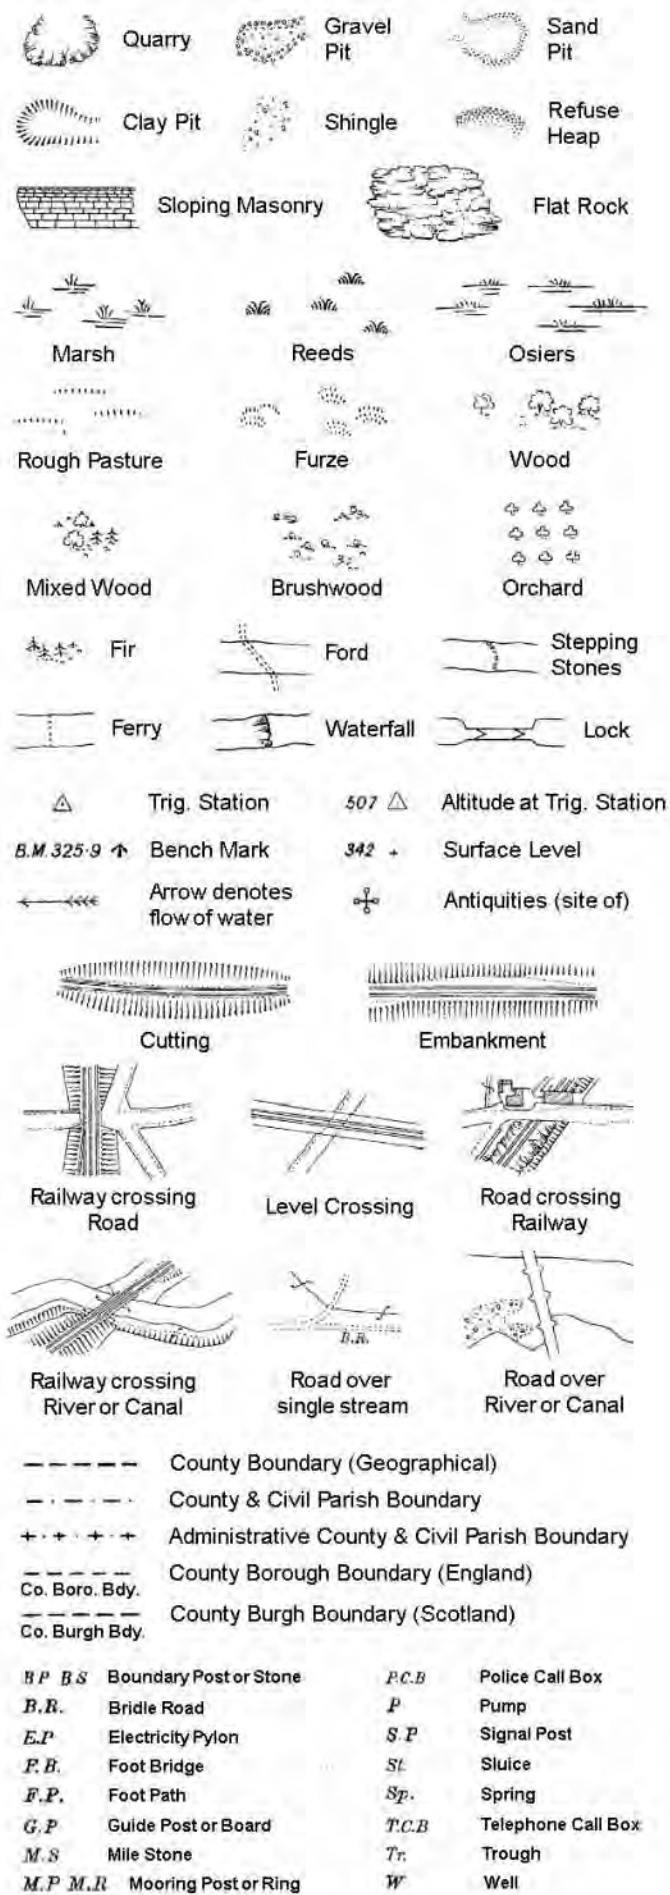 Quarry
Gravel
Pit
Sand
Pit
Clay Pit
Shingle
Refuse
Heap
Sloping Masonry
Flat Rock
Marsh
Reeds
Osiers
Rough Pasture
Furze
Wood
Mixed Wood
Brushwood
Orchard
Fir
Ford
Stepping
Stones
Ferry
Waterfall
Lock
Trig. Station
507 Altitude at Trig. Station
B.M. 325·9 Bench Mark
342 Surface Level
Arrow denotes
flow of water
Antiquities (site of)
Cutting
Embankment
Railway crossing
Road
Level Crossing
Road crossing
Railway
B.R.
Railway crossing
River or Canal
Road over
single stream
Road over
River or Canal
County Boundary (Geographical)
County & Civil Parish Boundary
Administrative County & Civil Parish Boundary
County Borough Boundary (England)
Co. Boro. Bdy.
County Burgh Boundary (Scotland)
Co. Burgh Bdy.
B P B S Boundary Post or Stone
B.R. Bridle Road
E.P Electricity Pylon
F.B. Foot Bridge
F.P. Foot Path
G.P Guide Post or Board
M.S Mile Stone
M.P M.R Mooring Post or Ring
P.C.B Police Call Box
P Pump
S.P Signal Post
Sl. Sluice
Sp. Spring
T.C.B Telephone Call Box
Tr. Trough
W Well